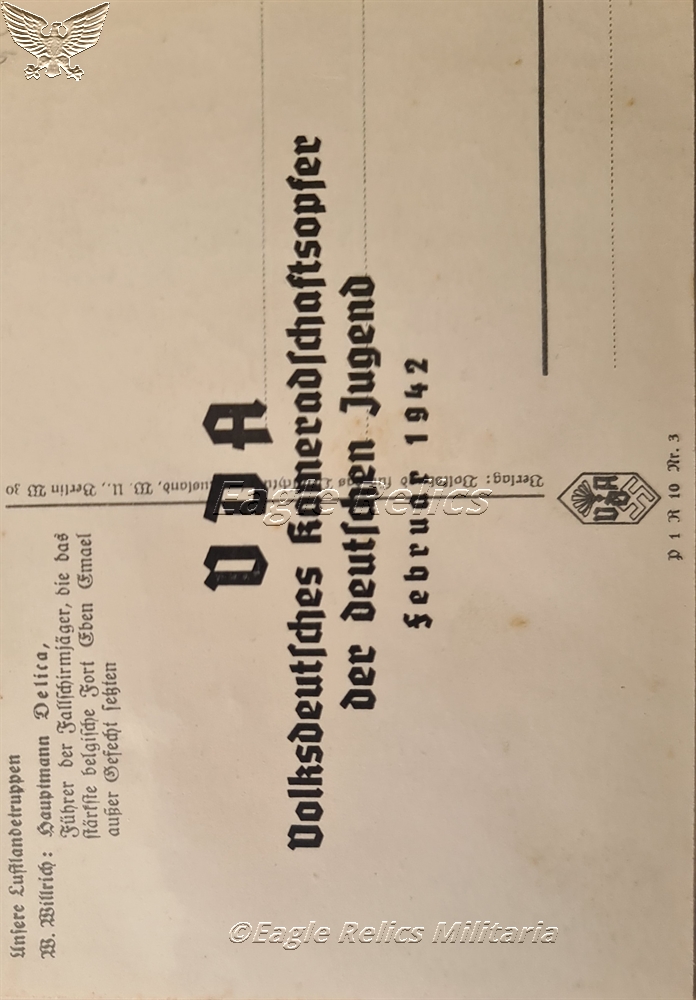 Unsere Luftlandetruppen
W. Willrich: Hauptmann Delica,
Führer der Fallschirmjäger, die das
stärkste belgische Fort Eben Emael
außer Gefecht setzten
VDA
Volksdeutsches Kameradschaftsopfer
der deutschen Jugend
Februar 1942
Verlag: Volksbund für das Deutschtum im Ausland, W. U., Berlin W 30
VDA
P 1 R 10 Nr. 3
Eagle Relics
©Eagle Relics Militaria